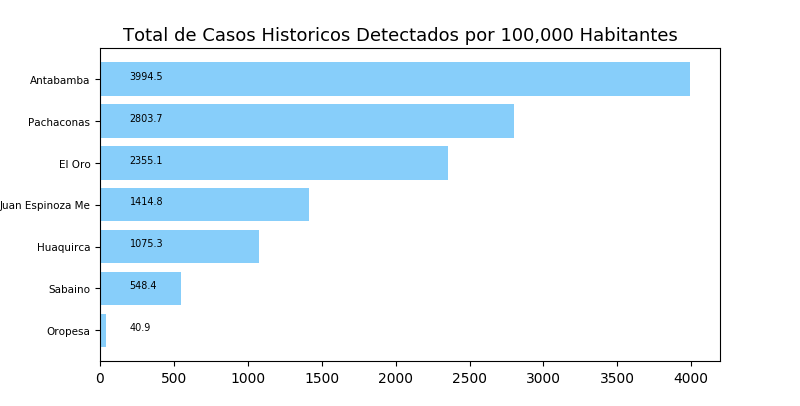 Total de Casos Historicos Detectados por 100,000 Habitantes
Antabamba 3994.5
Pachaconas 2803.7
El Oro 2355.1
Juan Espinoza Me 1414.8
Huaquirca 1075.3
Sabaino 548.4
Oropesa 40.9
0 500 1000 1500 2000 2500 3000 3500 4000